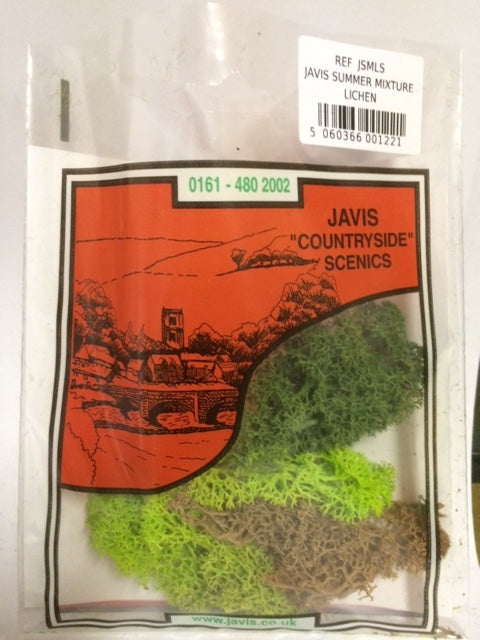 REF JSMLS
JAVIS SUMMER MIXTURE
LICHEN
5 060366 001221
0161 - 480 2002
JAVIS
"COUNTRYSIDE"
SCENICS
www.javis.co.uk